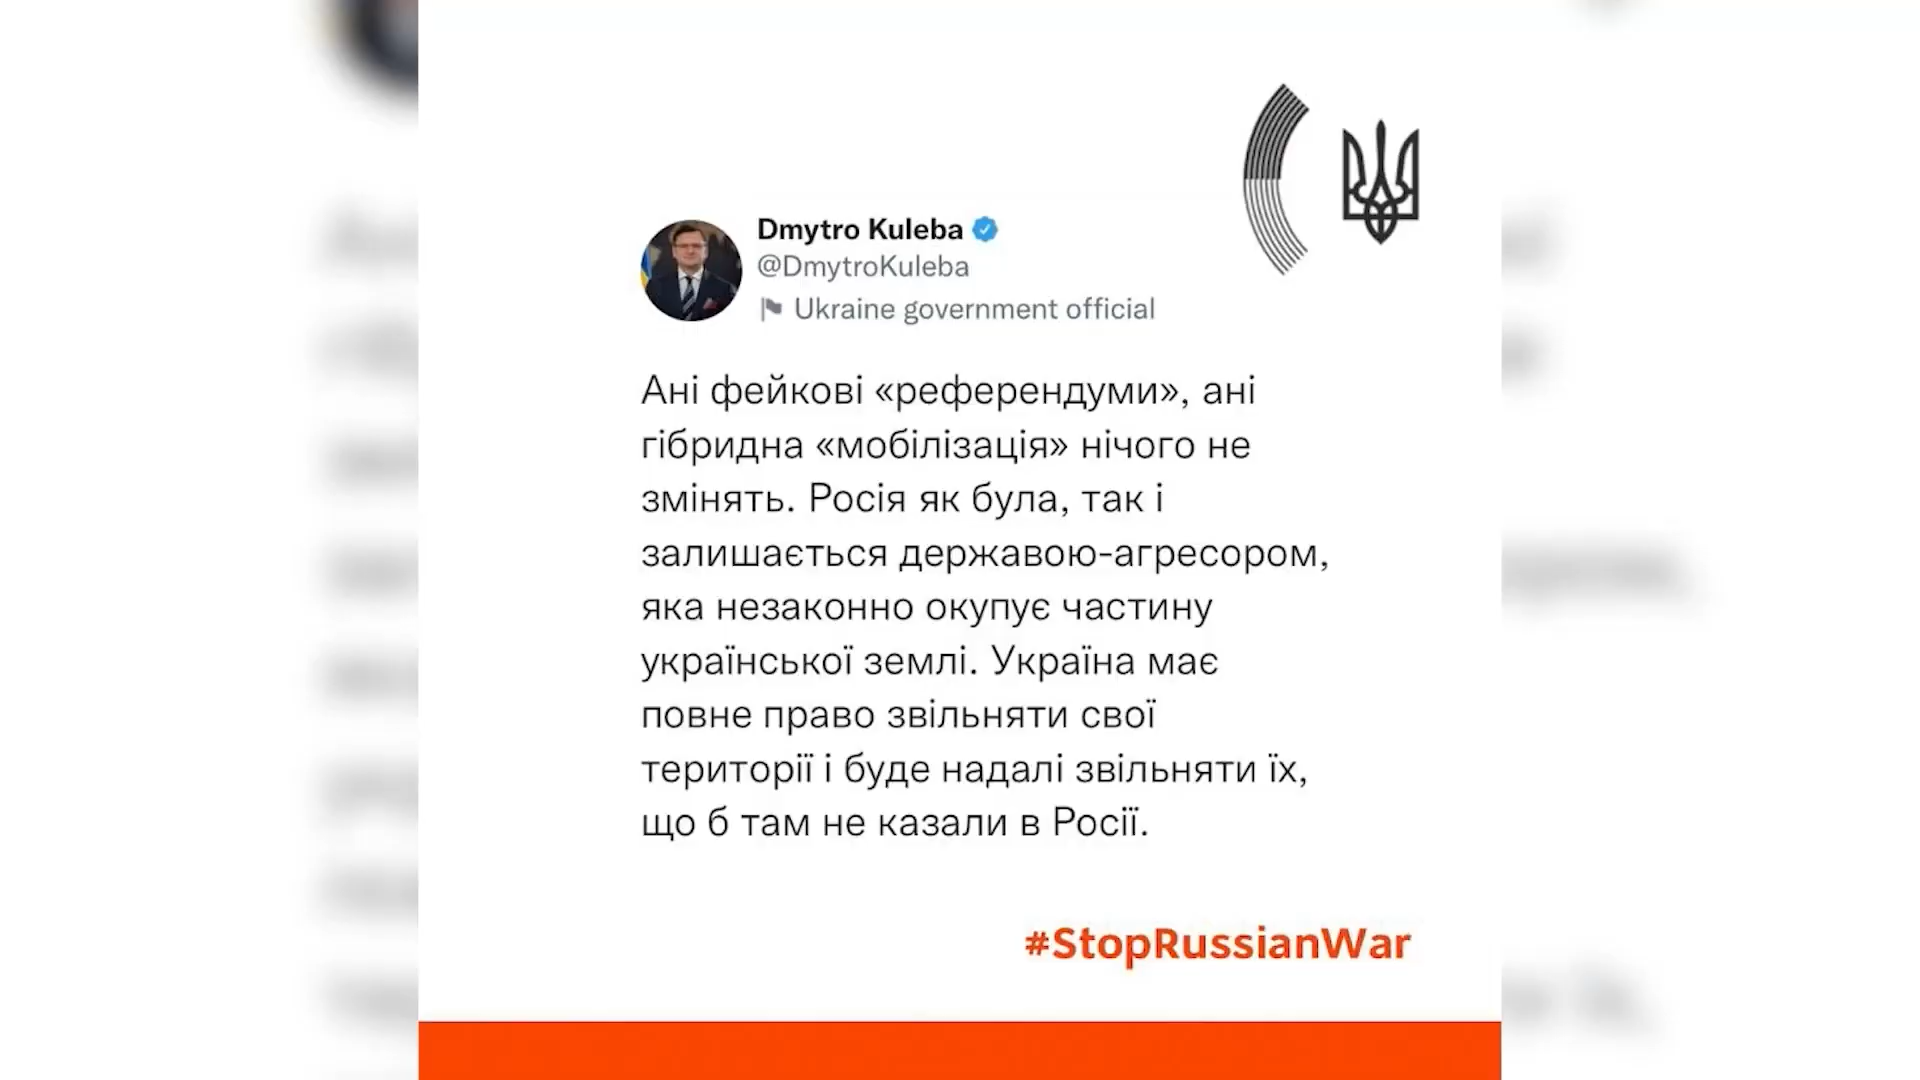 Dmytro Kuleba
@DmytroKuleba
Ukraine government official
Ані фейкові «референдуми», ані
гібридна «мобілізація» нічого не
змінять. Росія як була, так і
залишається державою-агресором,
яка незаконно окупує частину
української землі. Україна має
повне право звільняти свої
території і буде надалі звільняти їх,
що б там не казали в Росії.
#StopRussianWar